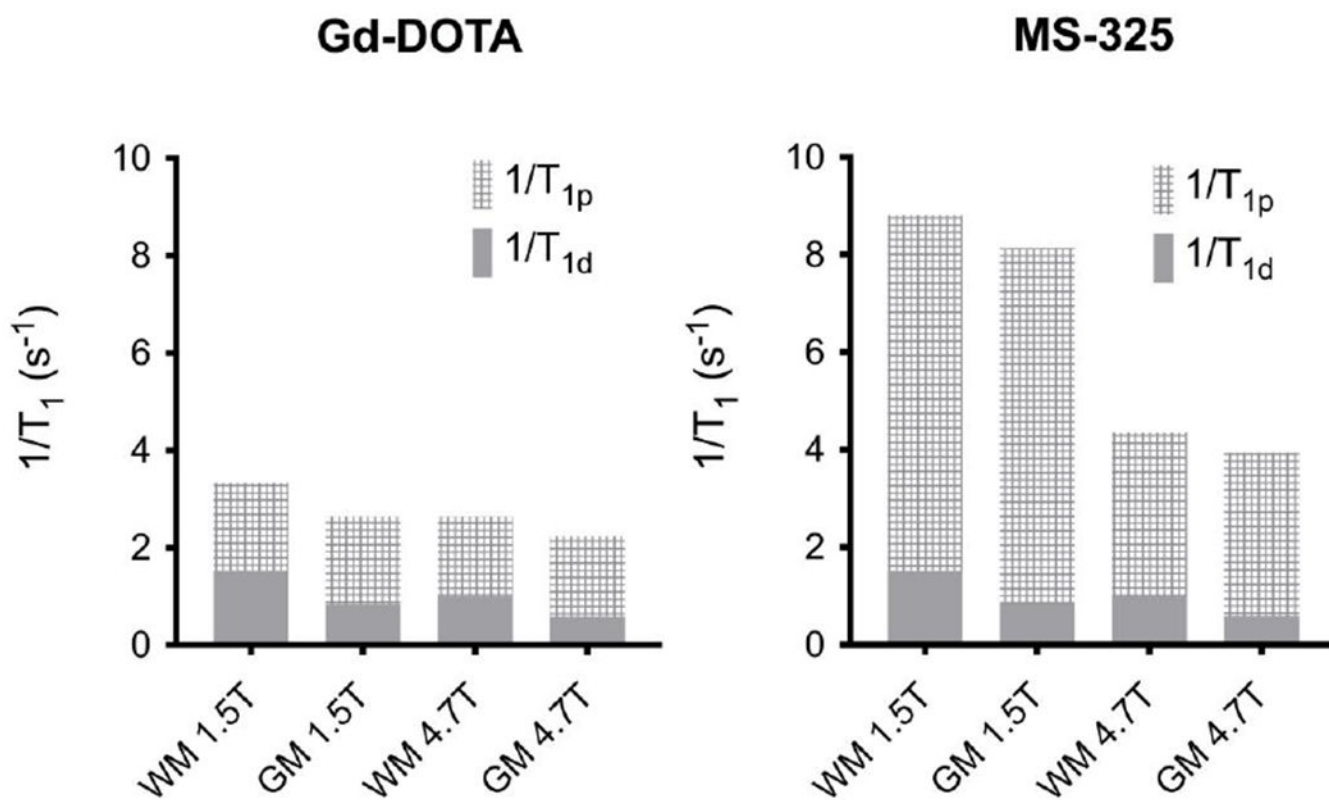 Gd-DOTA
1/T₁ (s⁻¹)
10
8
6
4
2
0
1/T₁p
1/T₁d
WM 1.5T
GM 1.5T
WM 4.7T
GM 4.7T
MS-325
1/T₁ (s⁻¹)
10
8
6
4
2
0
1/T₁p
1/T₁d
WM 1.5T
GM 1.5T
WM 4.7T
GM 4.7T